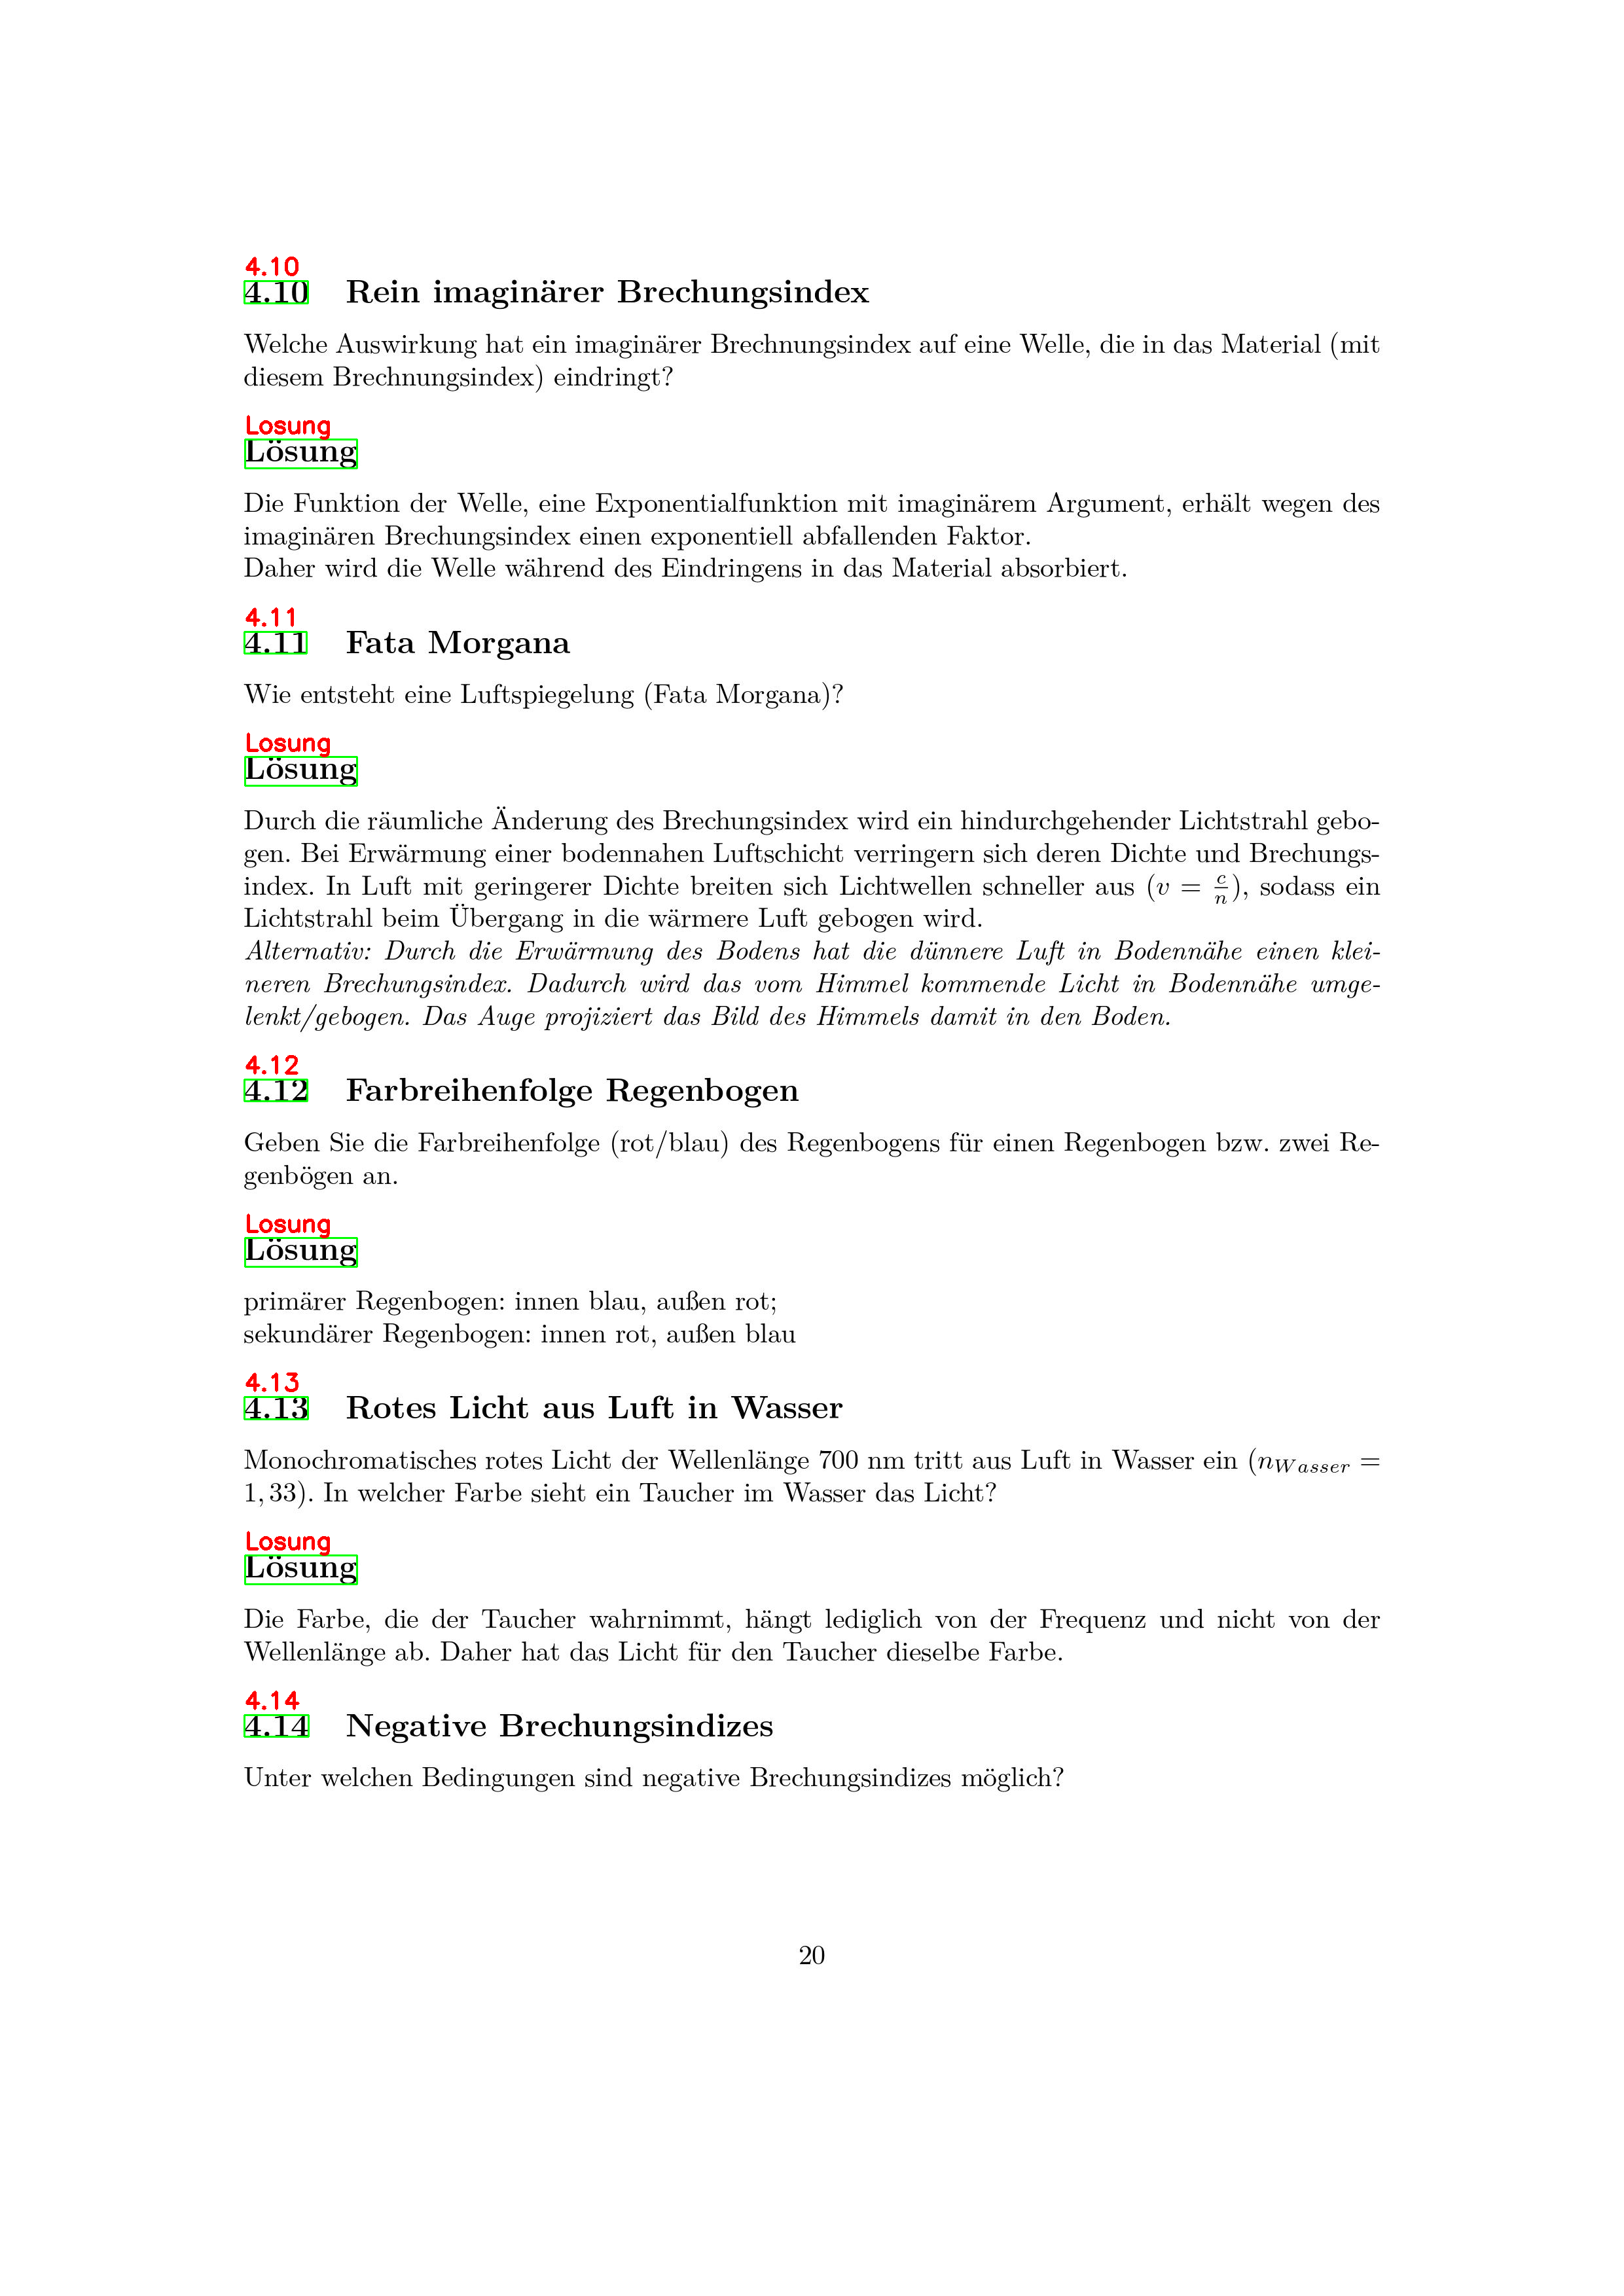 4.10
4.10 Rein imaginärer Brechungsindex
Welche Auswirkung hat ein imaginärer Brechnungsindex auf eine Welle, die in das Material (mit
diesem Brechnungsindex) eindringt?
Losung
Lösung
Die Funktion der Welle, eine Exponentialfunktion mit imaginärem Argument, erhält wegen des
imaginären Brechungsindex einen exponentiell abfallenden Faktor.
Daher wird die Welle während des Eindringens in das Material absorbiert.
4.11
4.11 Fata Morgana
Wie entsteht eine Luftspiegelung (Fata Morgana)?
Losung
Lösung
Durch die räumliche Änderung des Brechungsindex wird ein hindurchgehender Lichtstrahl gebo-
gen. Bei Erwärmung einer bodennahen Luftschicht verringern sich deren Dichte und Brechungs-
index. In Luft mit geringerer Dichte breiten sich Lichtwellen schneller aus ($v = \frac{c}{n}$), sodass ein
Lichtstrahl beim Übergang in die wärmere Luft gebogen wird.
Alternativ: Durch die Erwärmung des Bodens hat die dünnere Luft in Bodennähe einen klei-
neren Brechungsindex. Dadurch wird das vom Himmel kommende Licht in Bodennähe umge-
lenkt/gebogen. Das Auge projiziert das Bild des Himmels damit in den Boden.
4.12
4.12 Farbreihenfolge Regenbogen
Geben Sie die Farbreihenfolge (rot/blau) des Regenbogens für einen Regenbogen bzw. zwei Re-
genbögen an.
Losung
Lösung
primärer Regenbogen: innen blau, außen rot;
sekundärer Regenbogen: innen rot, außen blau
4.13
4.13 Rotes Licht aus Luft in Wasser
Monochromatisches rotes Licht der Wellenlänge 700 nm tritt aus Luft in Wasser ein ($n_{Wasser} =$
$1,33$). In welcher Farbe sieht ein Taucher im Wasser das Licht?
Losung
Lösung
Die Farbe, die der Taucher wahrnimmt, hängt lediglich von der Frequenz und nicht von der
Wellenlänge ab. Daher hat das Licht für den Taucher dieselbe Farbe.
4.14
4.14 Negative Brechungsindizes
Unter welchen Bedingungen sind negative Brechungsindizes möglich?
20